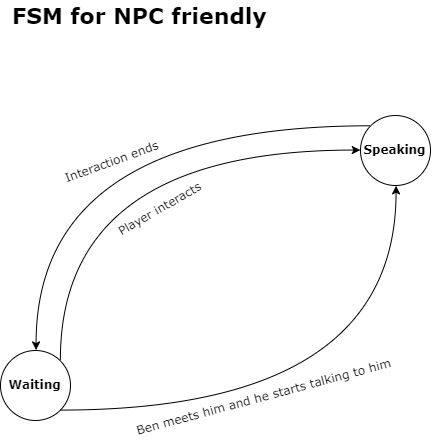 FSM for NPC friendly
Interaction ends
Speaking
Player interacts
Waiting
Ben meets him and he starts talking to him